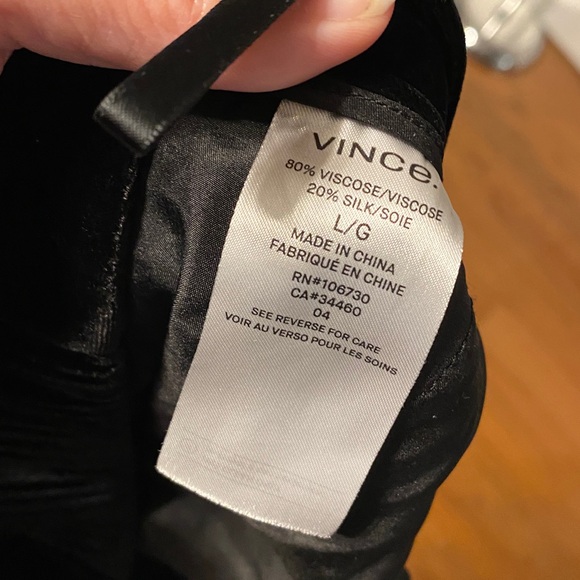 VINCe.
80% VISCOSE/VISCOSE
20% SILK/SOIE
L/G
MADE IN CHINA
FABRIQUÉ EN CHINE
RN#106730
CA#34460
04
SEE REVERSE FOR CARE
VOIR AU VERSO POUR LES SOINS